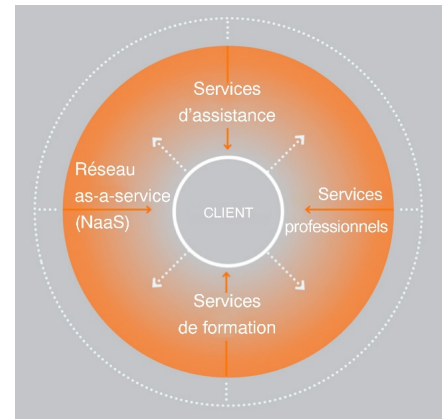 Services
d'assistance
Réseau
as-a-service
(NaaS)
CLIENT
Services
professionnels
Services
de formation